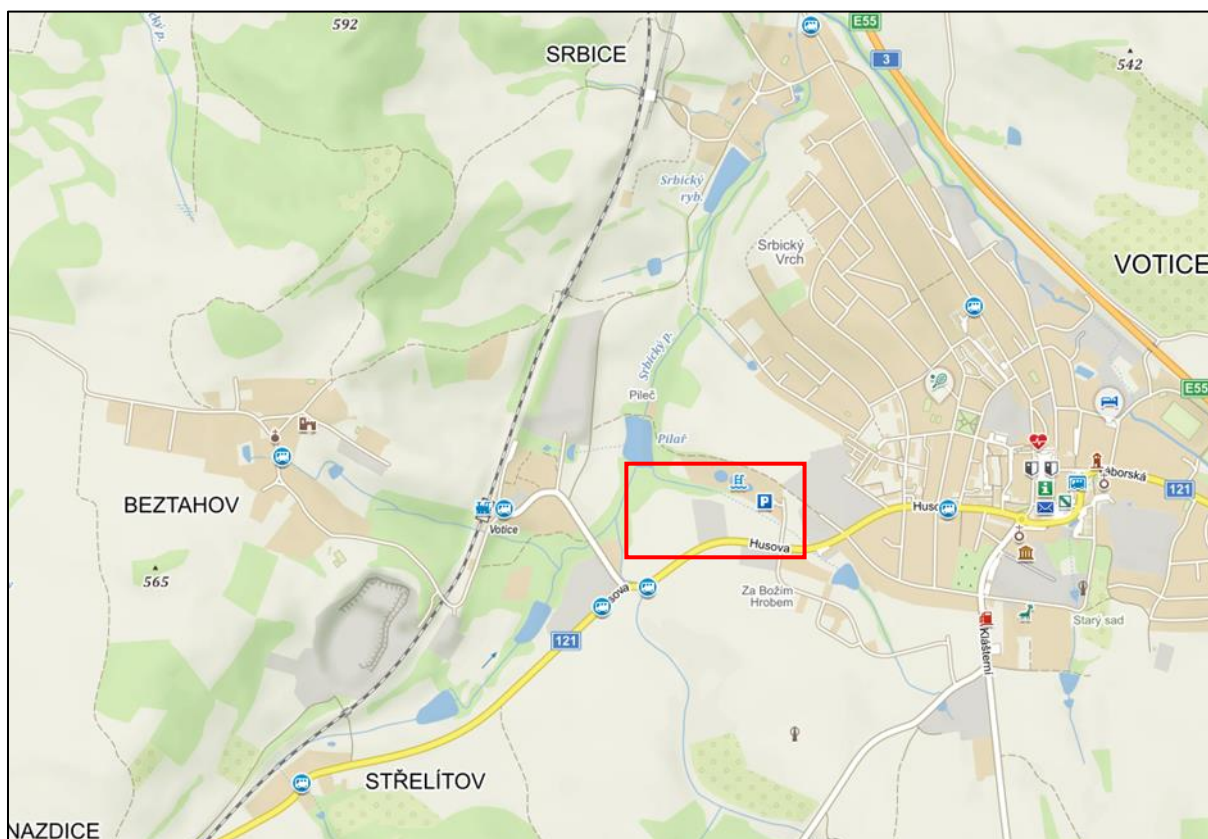 592
E55
SRBICE
3
542
Srbický
ryb.
Srbický
Vrch
VOTICE
Srbický p.
E55
Pileč
Pilař
P
BEZTAHOV
Votice
Husova
áborská
121
565
Husova
Za Božím
Hrobem
Starý sad
Klášterní
121
STŘELÍTOV
NAZDICE